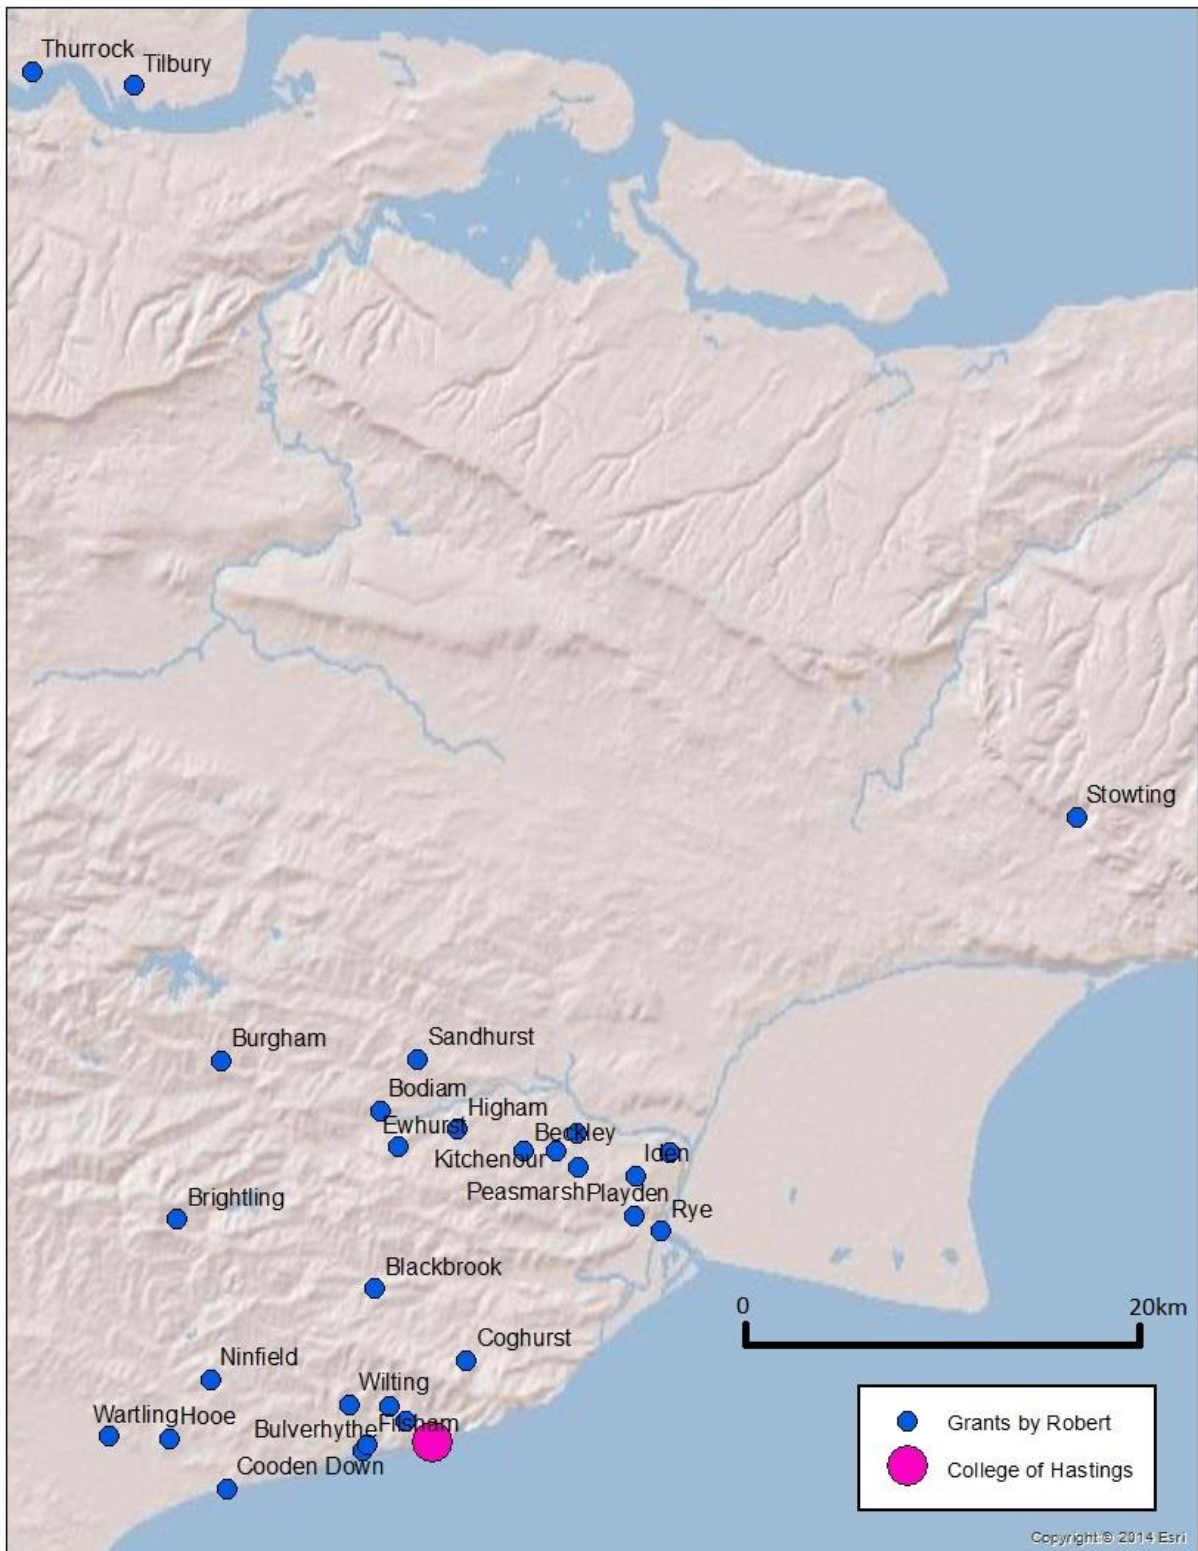 Thurrock
Tilbury
Stowting
Burgham
Sandhurst
Bodiam
Higham
Ewhurst
Beckley
Kitchenour
Iden
Peasmarsh
Playden
Brightling
Rye
Blackbrook
0
20km
Coghurst
Ninfield
Wilting
Wartling
Hooe
Bulverhythe
Filsham
Cooden Down
Grants by Robert
College of Hastings
Copyright:© 2014 Esri